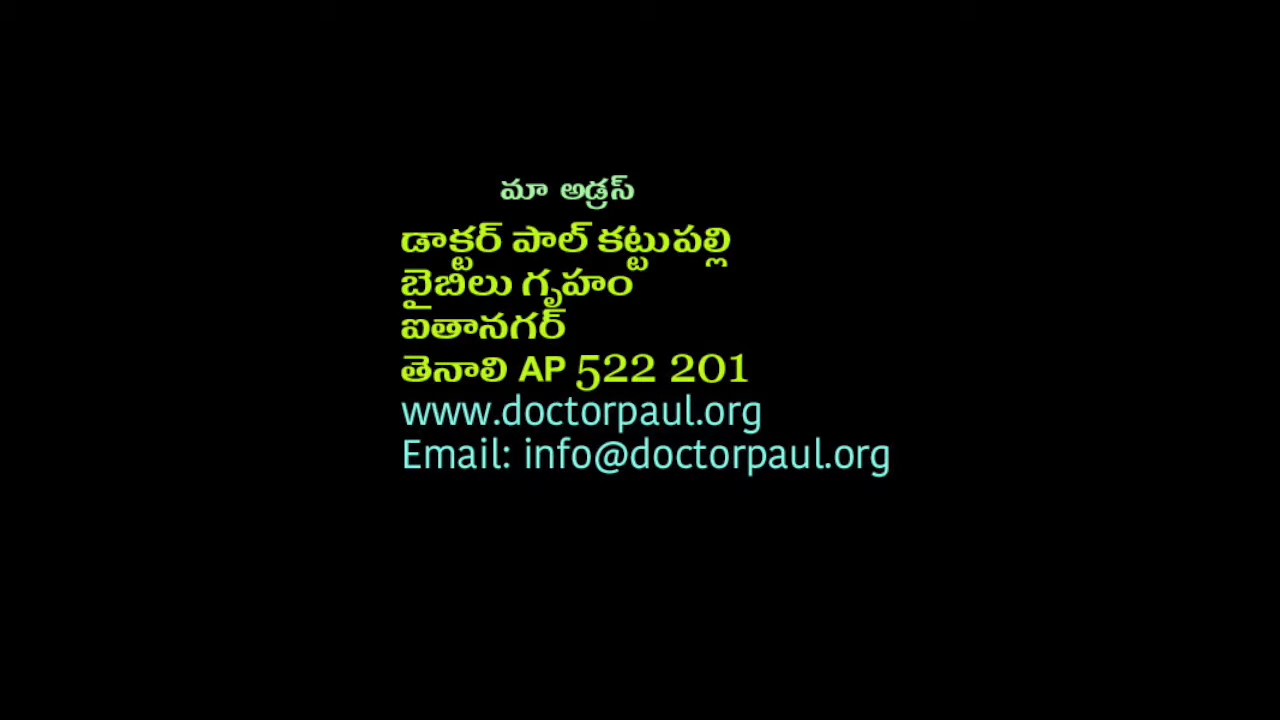 మా అడ్రస్
డాక్టర్ పాల్ కట్టుపల్లి
బైబిలు గృహం
ఐతానగర్
తెనాలి AP 522 201
www.doctorpaul.org
Email: info@doctorpaul.org